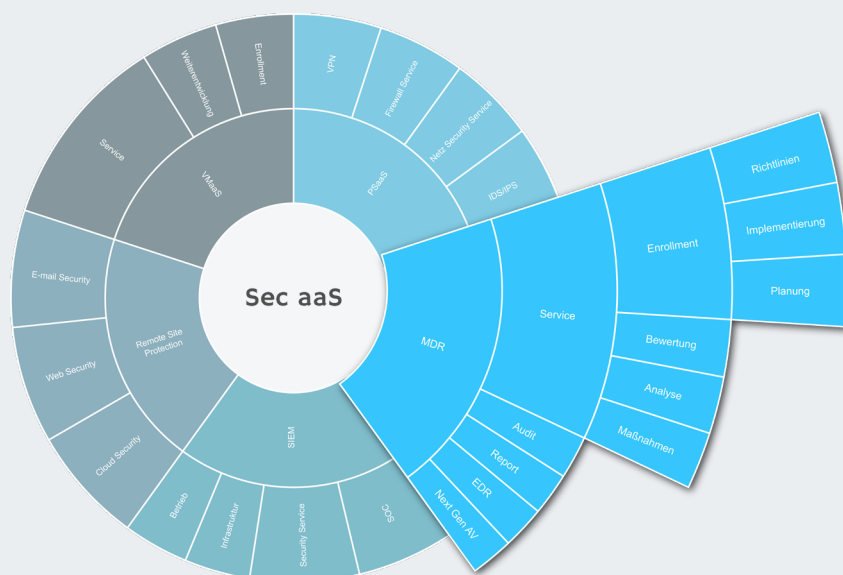 Sec aaS
PSaaS
VPN
Firewall Service
Netz Security Service
IDS/IPS
MDR
Service
Enrollment
Richtlinien
Implementierung
Planung
Bewertung
Analyse
Maßnahmen
Audit
Report
EDR
Next Gen AV
SIEM
SOC
Security Service
Infrastruktur
Betrieb
Remote Site
Protection
Cloud Security
Web Security
E-mail Security
VMaaS
Service
Weiterentwicklung
Enrollment